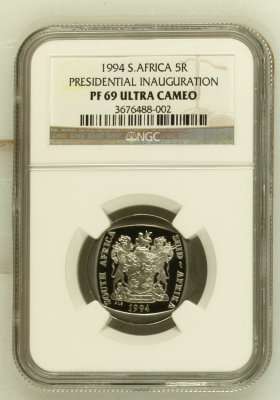 1994 S.AFRICA 5R
PRESIDENTIAL INAUGURATION
PF 69 ULTRA CAMEO
3676488-002
NGC
SOUTH AFRICA
1994